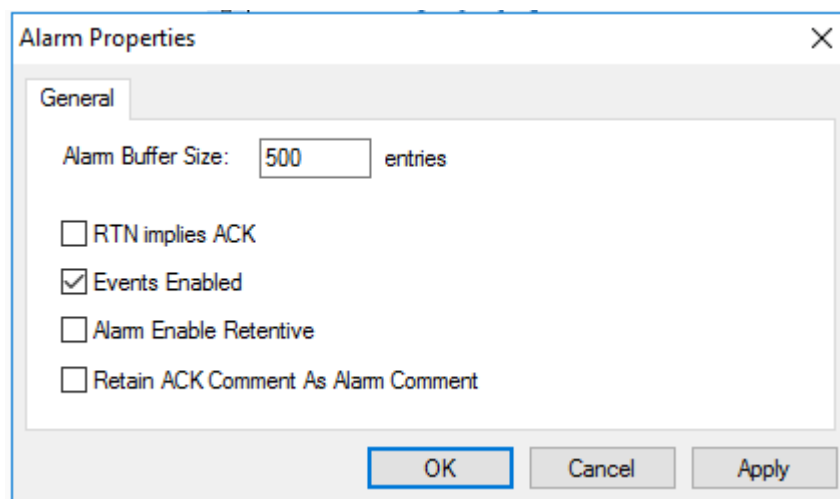 Alarm Properties
General
Alarm Buffer Size: 500 entries
RTN implies ACK
Events Enabled
Alarm Enable Retentive
Retain ACK Comment As Alarm Comment
OK Cancel Apply